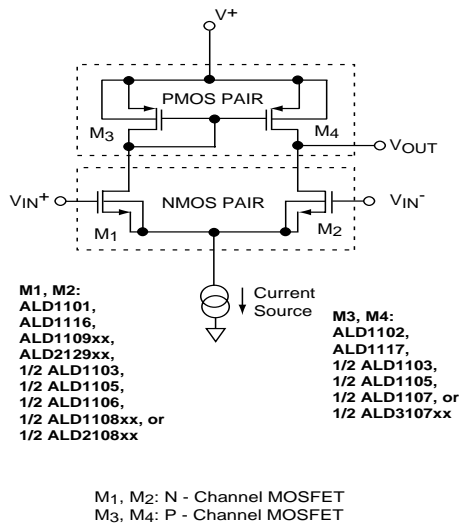 V+
PMOS PAIR
M3
M4
VOUT
VIN+
NMOS PAIR
VIN-
M1
M2
Current
Source
M1, M2:
ALD1101,
ALD1116,
ALD1109xx,
ALD2129xx,
1/2 ALD1103,
1/2 ALD1105,
1/2 ALD1106,
1/2 ALD1108xx, or
1/2 ALD2108xx
M3, M4:
ALD1102,
ALD1117,
1/2 ALD1103,
1/2 ALD1105,
1/2 ALD1107, or
1/2 ALD3107xx
M1, M2: N - Channel MOSFET
M3, M4: P - Channel MOSFET